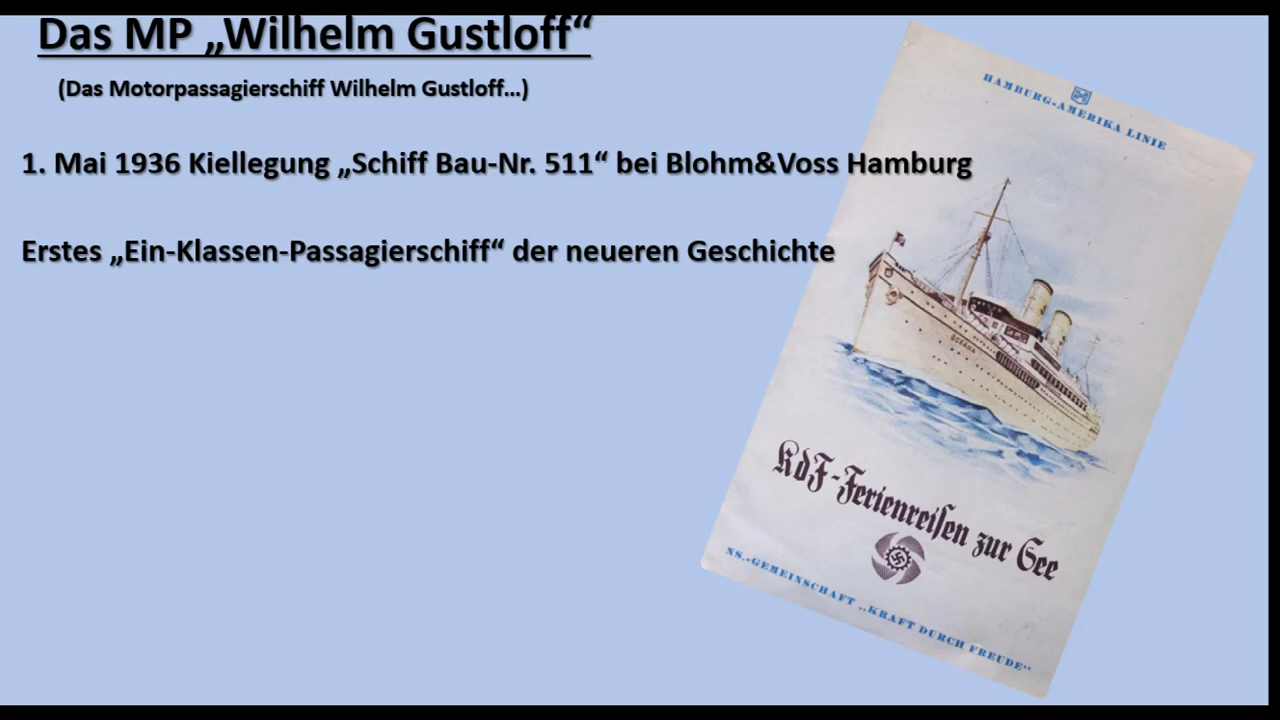 Das MP „Wilhelm Gustloff“
(Das Motorpassagierschiff Wilhelm Gustloff...)
1. Mai 1936 Kiellegung „Schiff Bau-Nr. 511“ bei Blohm&Voss Hamburg
Erstes „Ein-Klassen-Passagierschiff“ der neueren Geschichte
HAMBURG-AMERIKA LINIE
OCEANA
KdF-Ferienreisen zur See
NS.-GEMEINSCHAFT „KRAFT DURCH FREUDE“